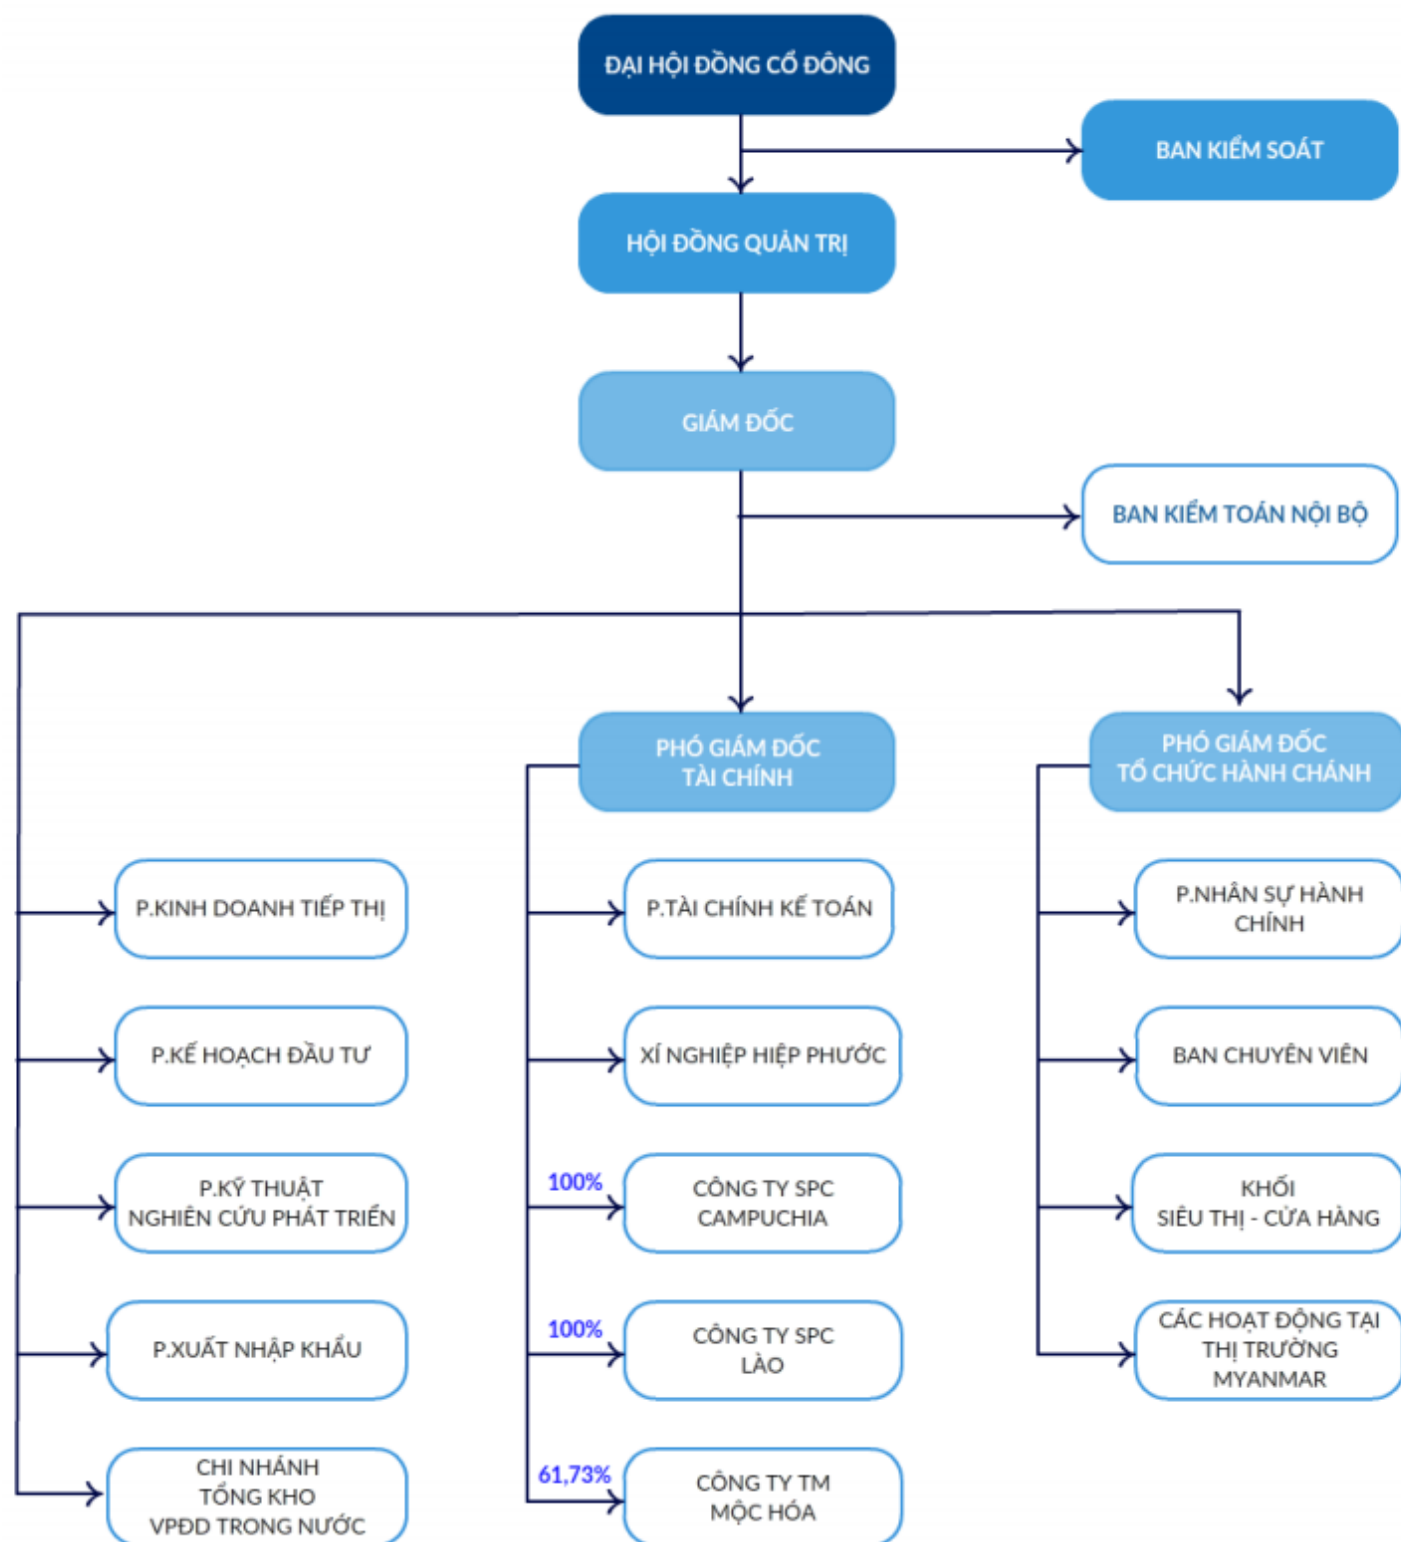 ĐẠI HỘI ĐỒNG CỔ ĐÔNG
BAN KIỂM SOÁT
HỘI ĐỒNG QUẢN TRỊ
GIÁM ĐỐC
BAN KIỂM TOÁN NỘI BỘ
PHÓ GIÁM ĐỐC
TÀI CHÍNH
PHÓ GIÁM ĐỐC
TỔ CHỨC HÀNH CHÁNH
P.KINH DOANH TIẾP THỊ
P.TÀI CHÍNH KẾ TOÁN
P.NHÂN SỰ HÀNH
CHÍNH
P.KẾ HOẠCH ĐẦU TƯ
XÍ NGHIỆP HIỆP PHƯỚC
BAN CHUYÊN VIÊN
P.KỸ THUẬT
NGHIÊN CỨU PHÁT TRIỂN
100%
CÔNG TY SPC
CAMPUCHIA
KHỐI
SIÊU THỊ - CỬA HÀNG
P.XUẤT NHẬP KHẨU
100%
CÔNG TY SPC
LÀO
CÁC HOẠT ĐỘNG TẠI
THỊ TRƯỜNG
MYANMAR
CHI NHÁNH
TỔNG KHO
VPĐD TRONG NƯỚC
61,73%
CÔNG TY TM
MỘC HÓA